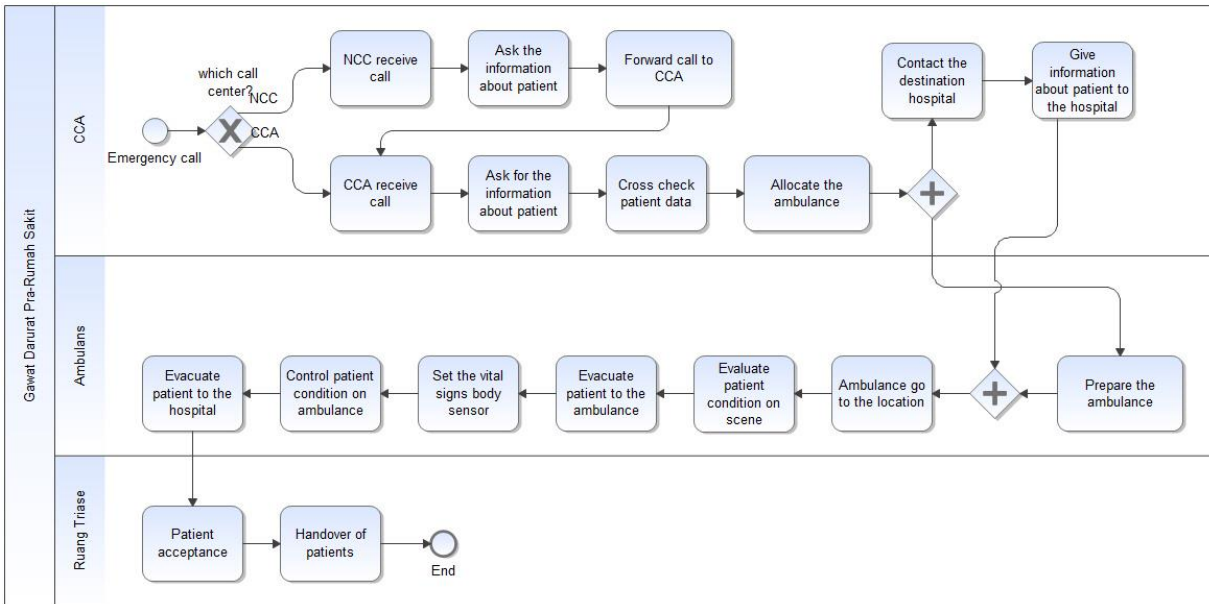 Gawat Darurat Pra-Rumah Sakit
CCA
Emergency call
which call
center?
NCC
CCA
NCC receive
call
Ask the
information
about patient
Forward call to
CCA
CCA receive
call
Ask for the
information
about patient
Cross check
patient data
Allocate the
ambulance
Contact the
destination
hospital
Give
information
about patient to
the hospital
Ambulans
Prepare the
ambulance
Ambulance go
to the location
Evaluate
patient
condition on
scene
Evacuate
patient to the
ambulance
Set the vital
signs body
sensor
Control patient
condition on
ambulance
Evacuate
patient to the
hospital
Ruang Triase
Patient
acceptance
Handover of
patients
End